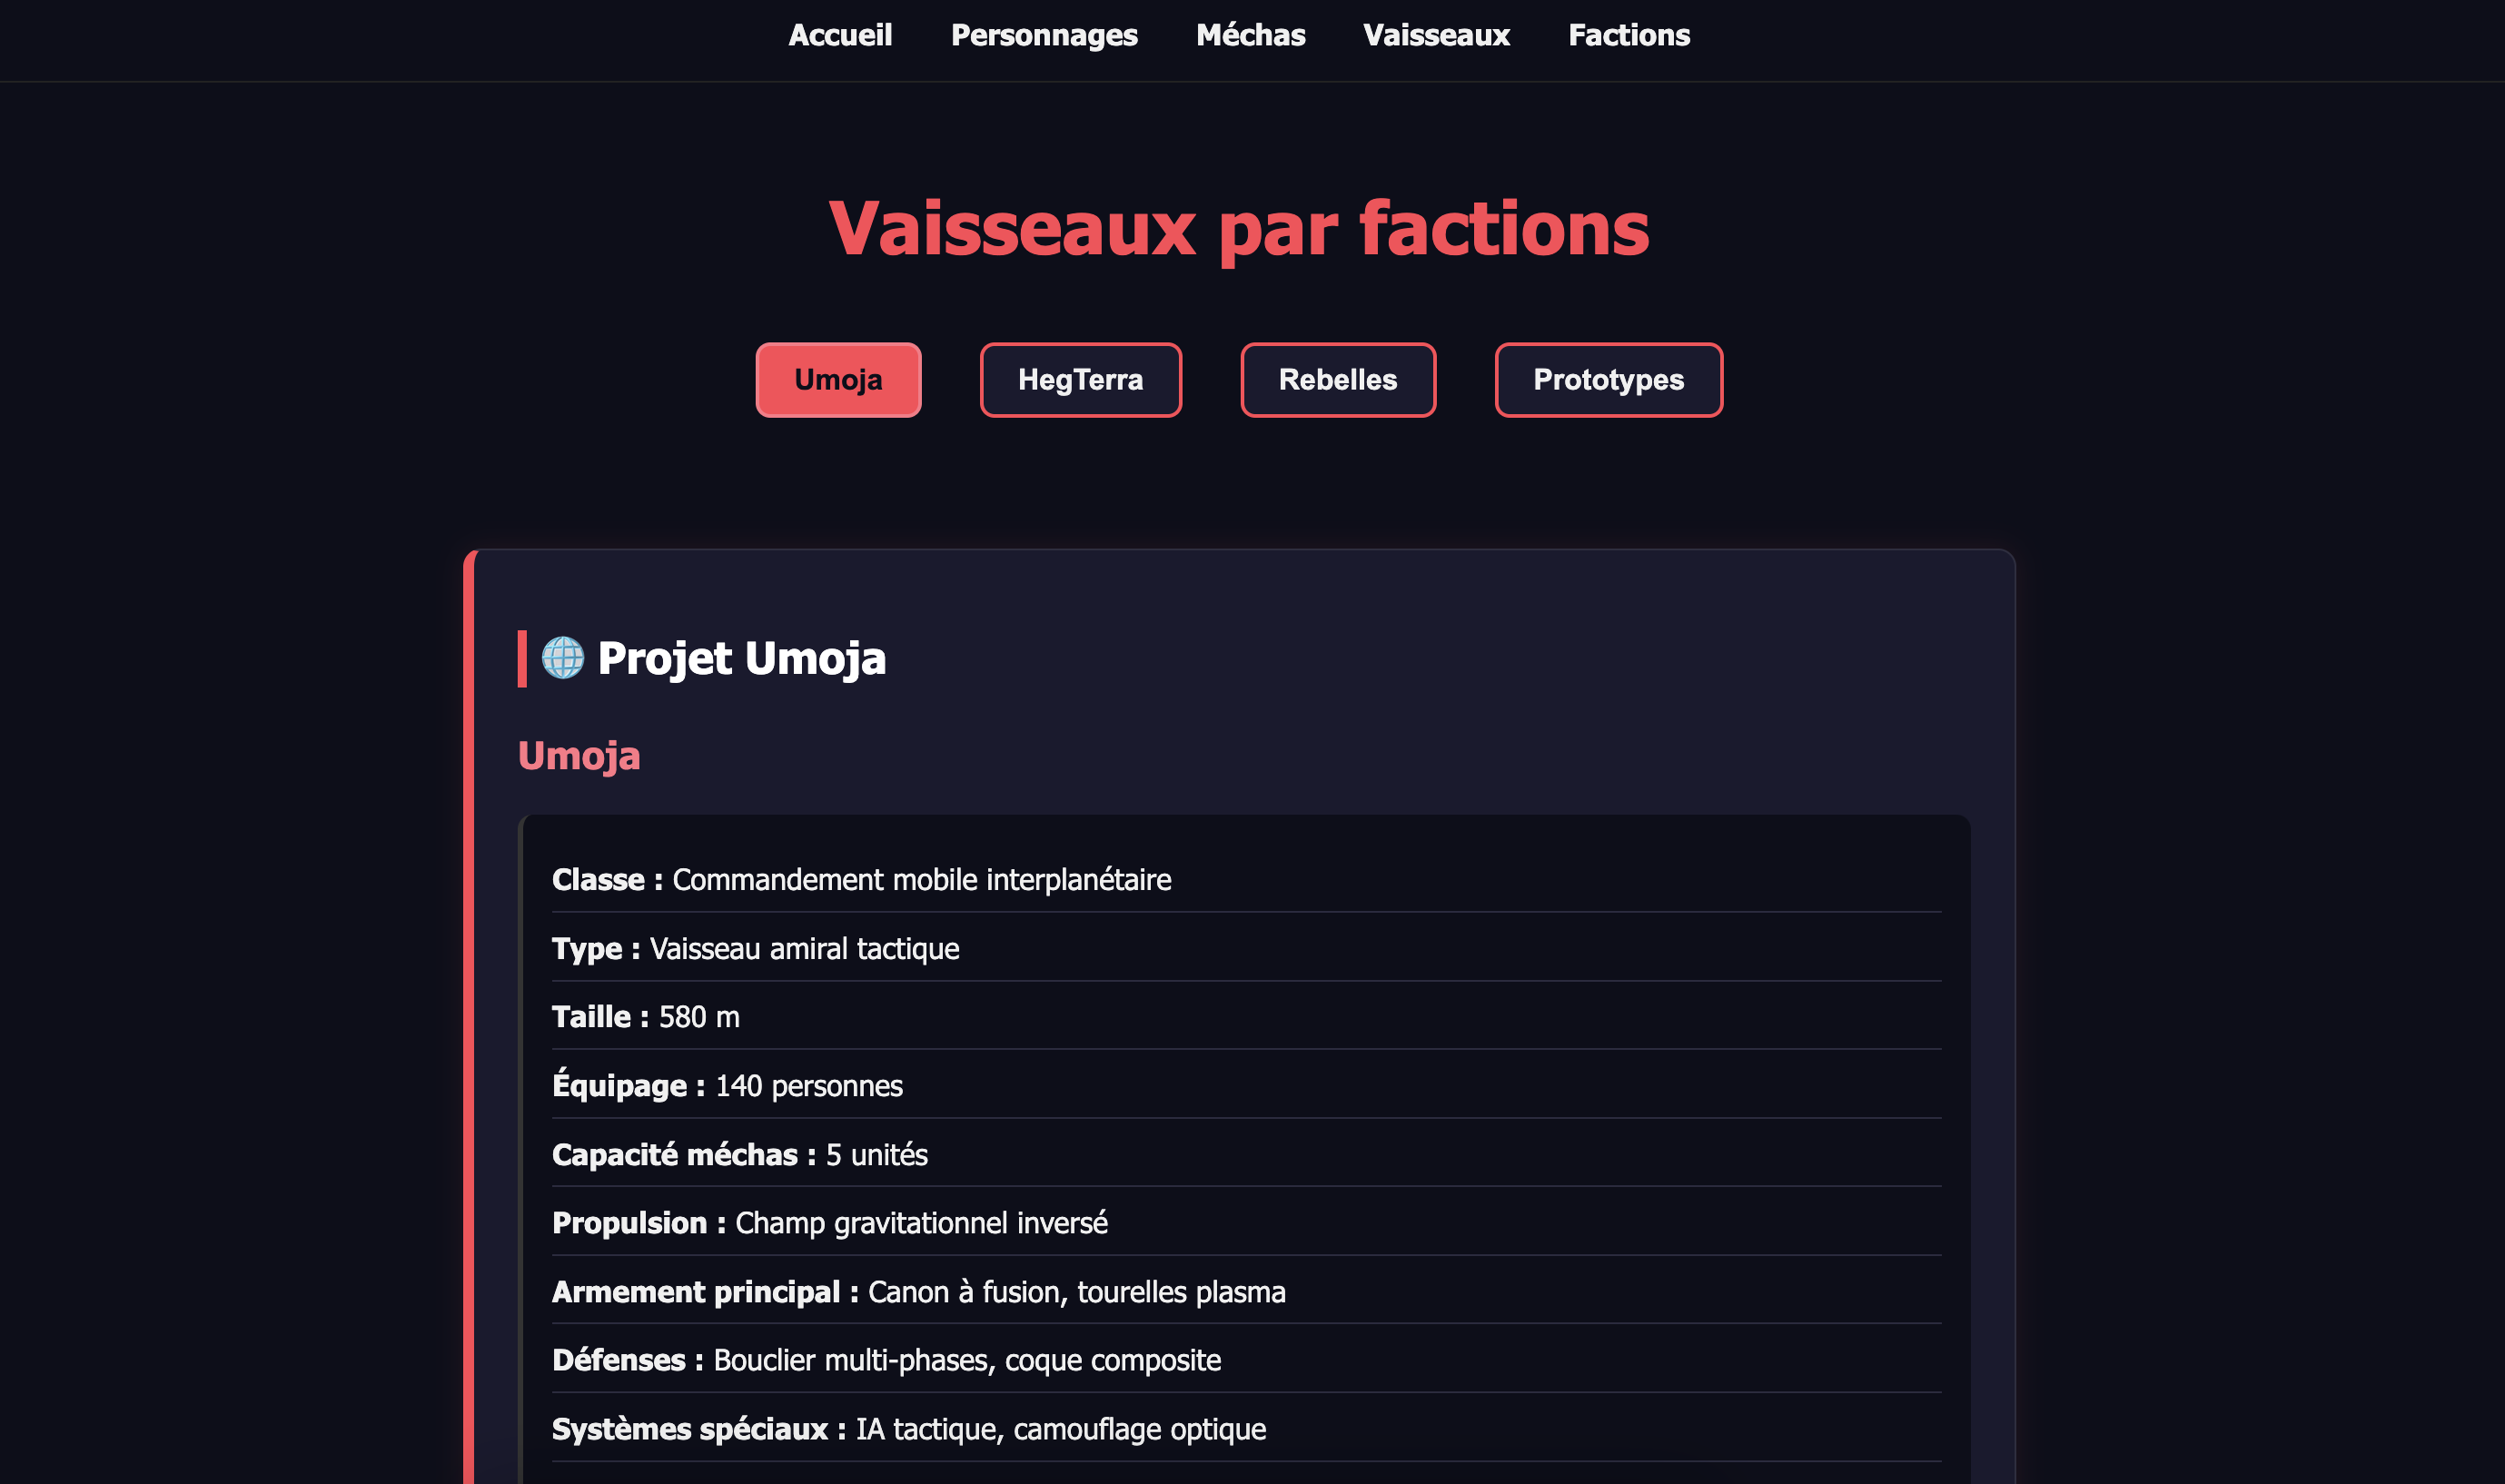 Accueil Personnages Méchas Vaisseaux Factions
Vaisseaux par factions
Umoja HegTerra Rebelles Prototypes
Projet Umoja
Umoja
Classe : Commandement mobile interplanétaire
Type : Vaisseau amiral tactique
Taille : 580 m
Équipage : 140 personnes
Capacité méchas : 5 unités
Propulsion : Champ gravitationnel inversé
Armement principal : Canon à fusion, tourelles plasma
Défenses : Bouclier multi-phases, coque composite
Systèmes spéciaux : IA tactique, camouflage optique